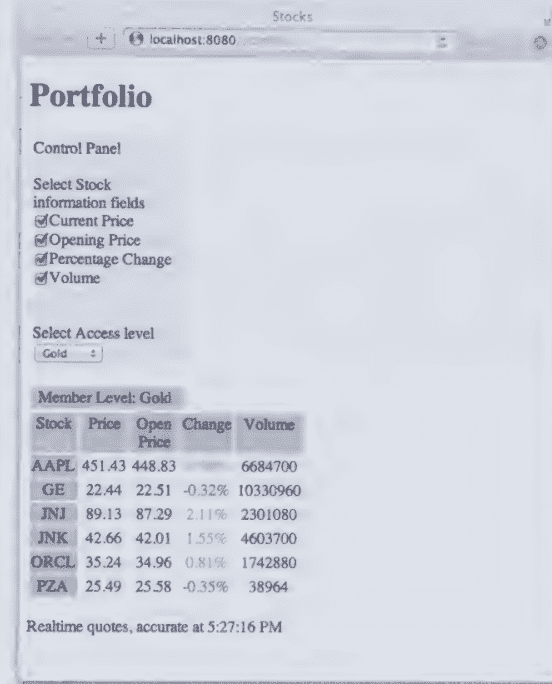 Stocks
+ localhost:8080
Portfolio
Control Panel
Select Stock
information fields
Current Price
Opening Price
Percentage Change
Volume
Select Access level
Gold
Member Level: Gold
Stock Price Open Price Change Volume
AAPL 451.43 448.83 6684700
GE 22.44 22.51 -0.32% 10330960
JNJ 89.13 87.29 2.11% 2301080
JNK 42.66 42.01 1.55% 4603700
ORCL 35.24 34.96 0.81% 1742880
PZA 25.49 25.58 -0.35% 38964
Realtime quotes, accurate at 5:27:16 PM